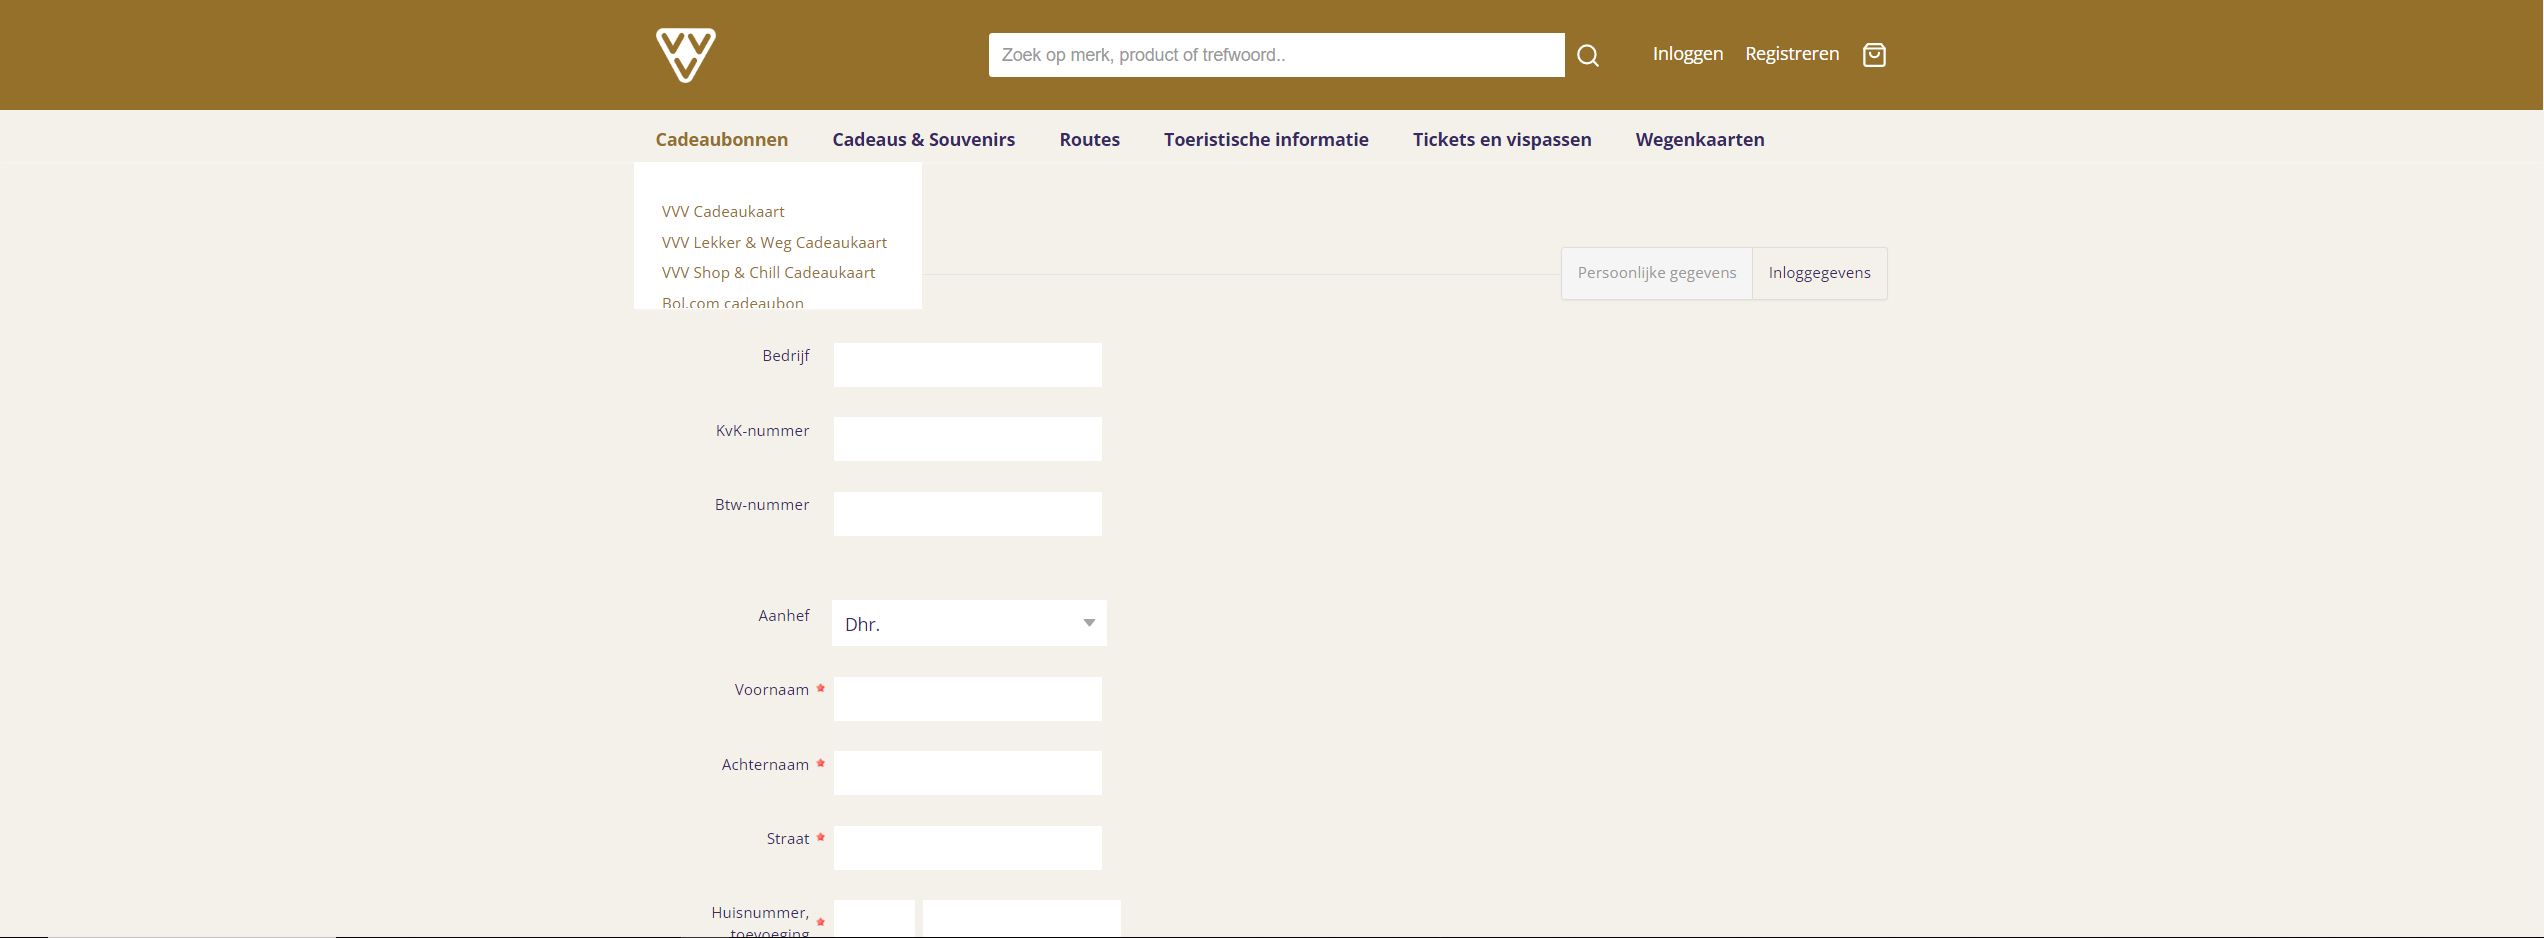 VVV
Zoek op merk, product of trefwoord..
Inloggen Registreren
Cadeaubonnen Cadeaus & Souvenirs Routes Toeristische informatie Tickets en vispassen Wegenkaarten
VVV Cadeaukaart
VVV Lekker & Weg Cadeaukaart
VVV Shop & Chill Cadeaukaart
Bol.com cadeaubon
Persoonlijke gegevens Inloggegevens
Bedrijf
KvK-nummer
Btw-nummer
Aanhef Dhr.
Voornaam *
Achternaam *
Straat *
Huisnummer, *
toevoeging